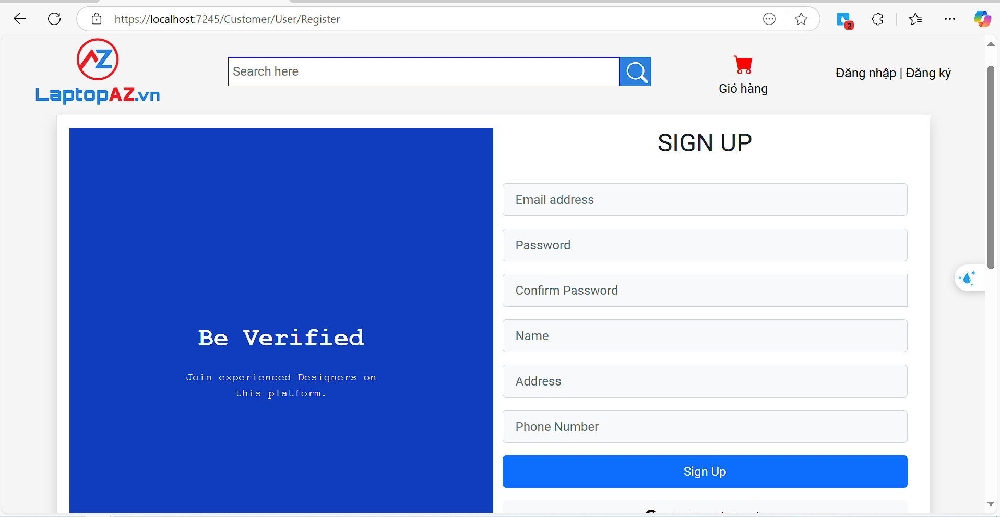 https://localhost:7245/Customer/User/Register
2
AZ
LaptopAZ.vn
Search here
Giỏ hàng
Đăng nhập | Đăng ký
Be Verified
Join experienced Designers on
this platform.
SIGN UP
Email address
Password
Confirm Password
Name
Address
Phone Number
Sign Up